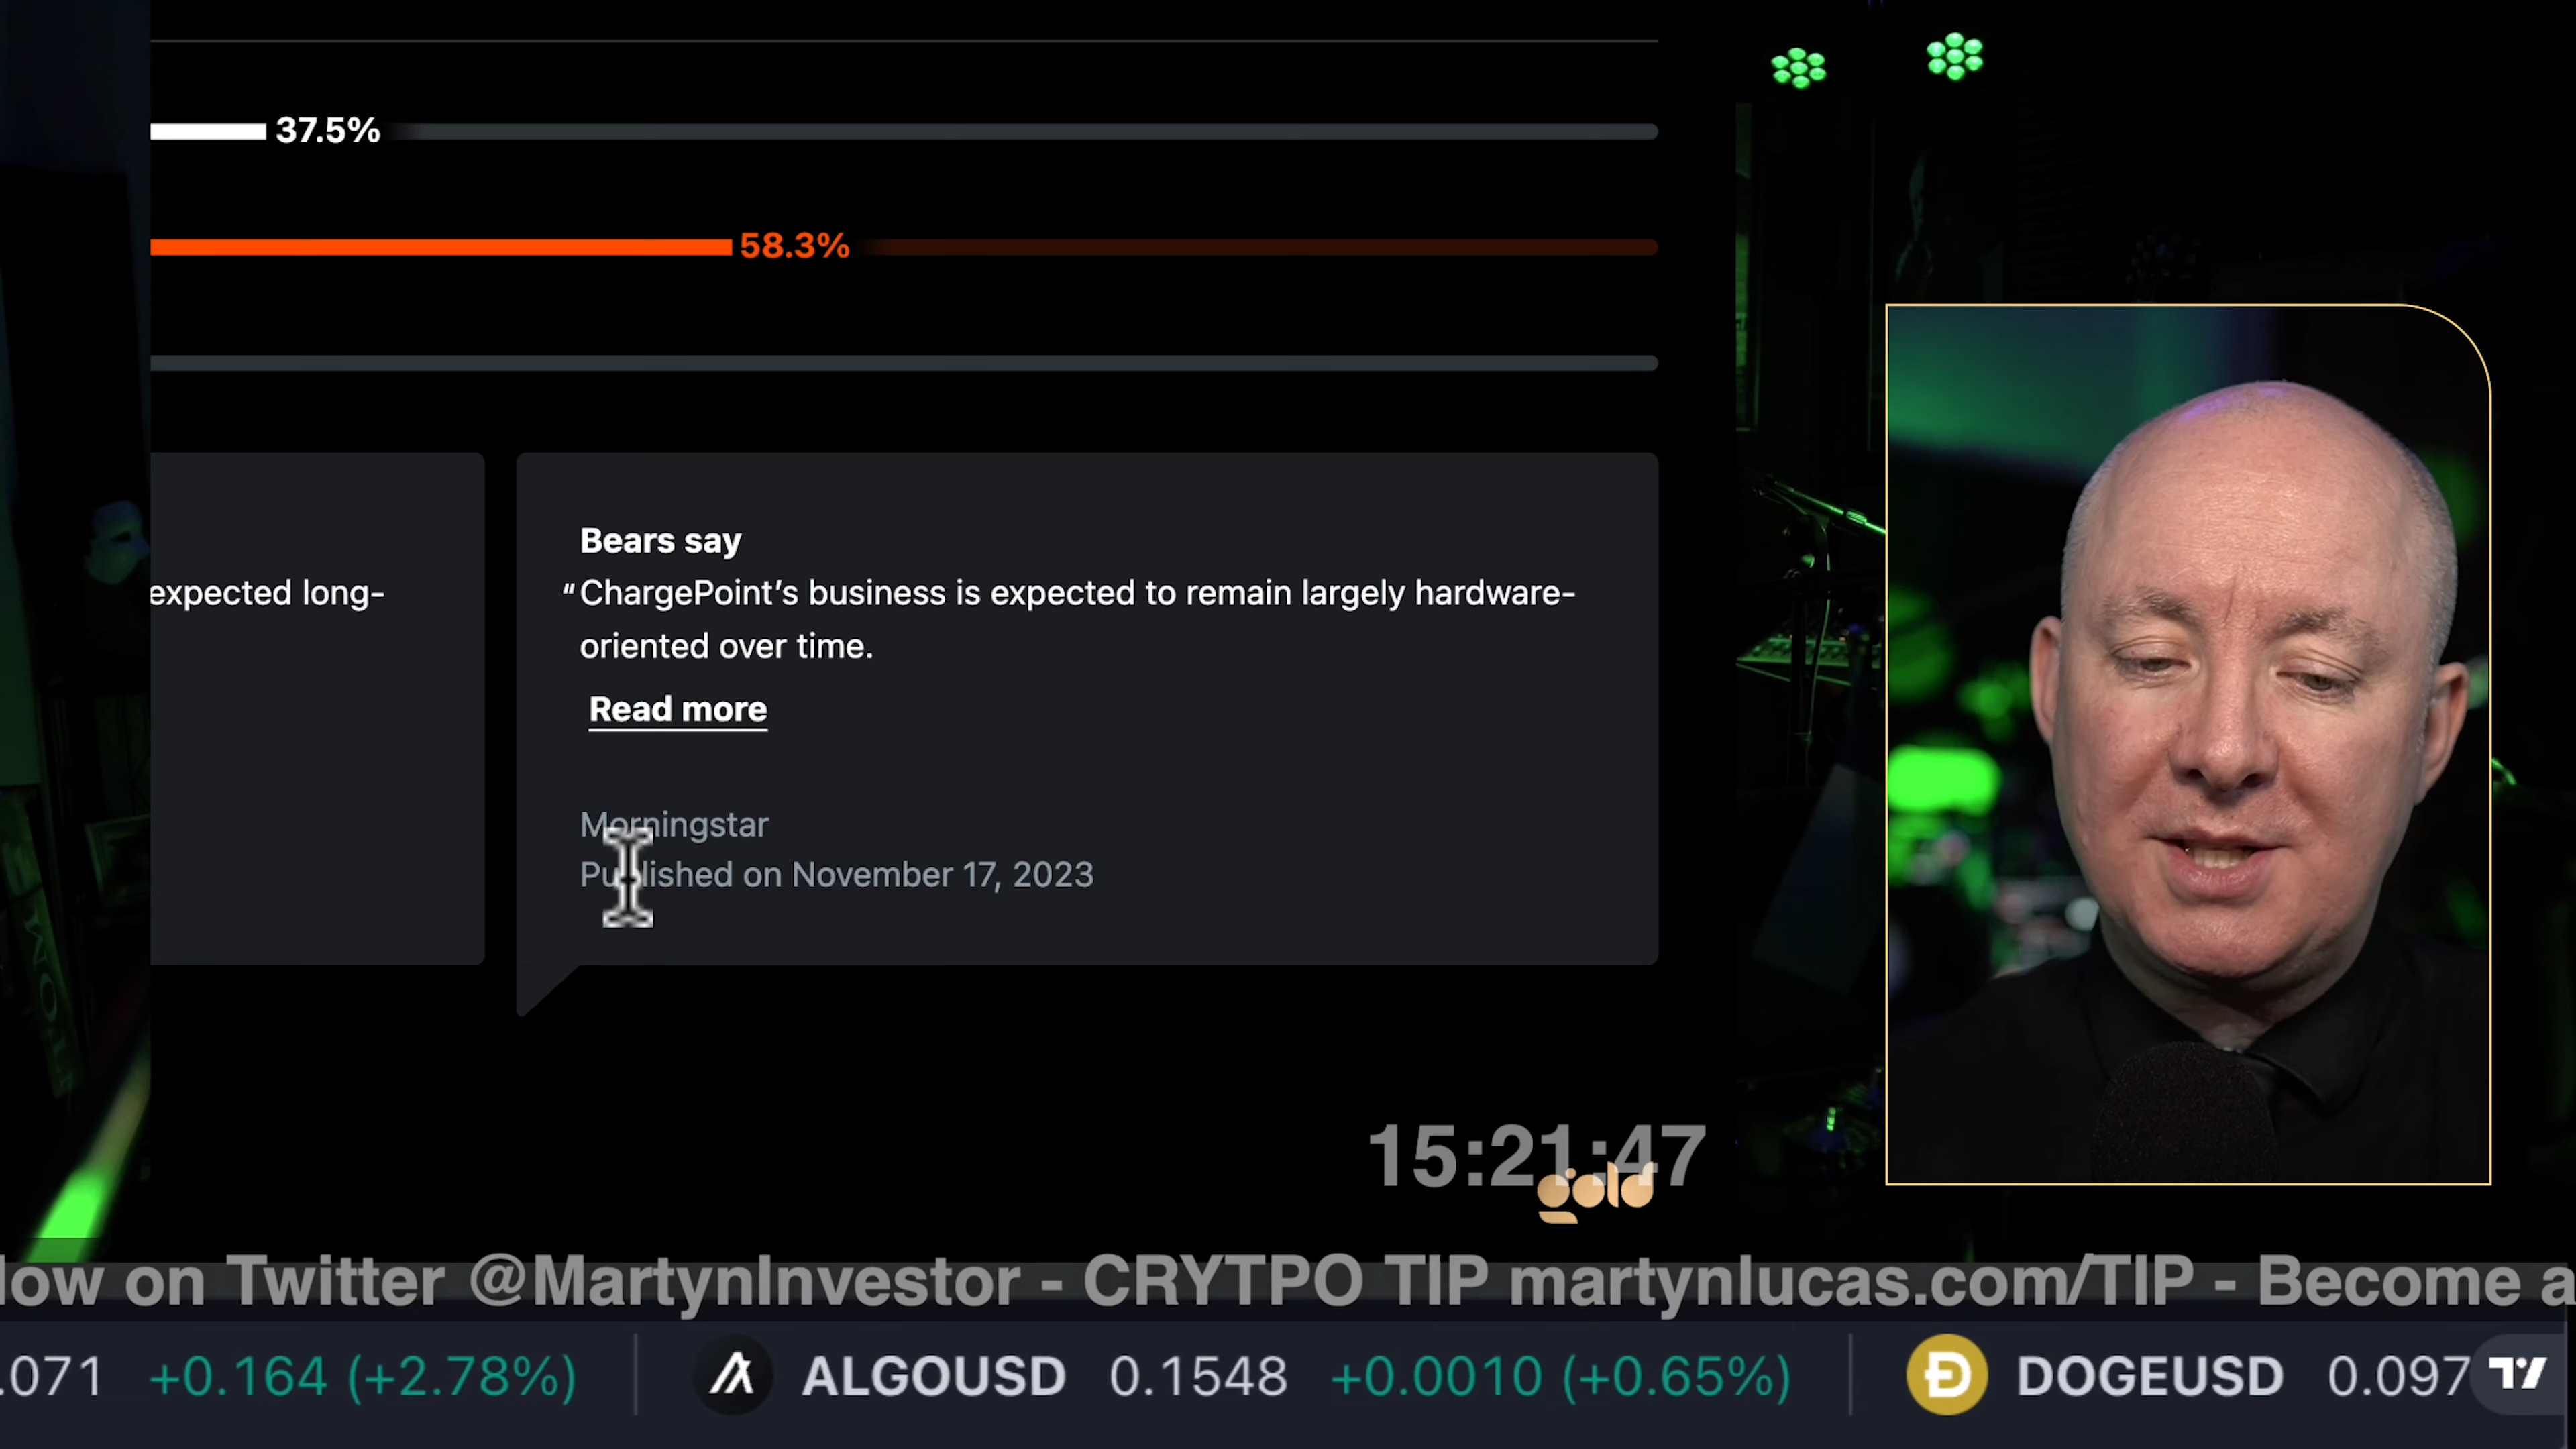 37.5%
58.3%
expected long-
Bears say
“ChargePoint’s business is expected to remain largely hardware-
oriented over time.
Read more
Morningstar
Published on November 17, 2023
15:21:47
gold
low on Twitter @MartynInvestor - CRYTPO TIP martynlucas.com/TIP - Become a
.071 +0.164 (+2.78%) ALGOUSD 0.1548 +0.0010 (+0.65%) DOGEUSD 0.097